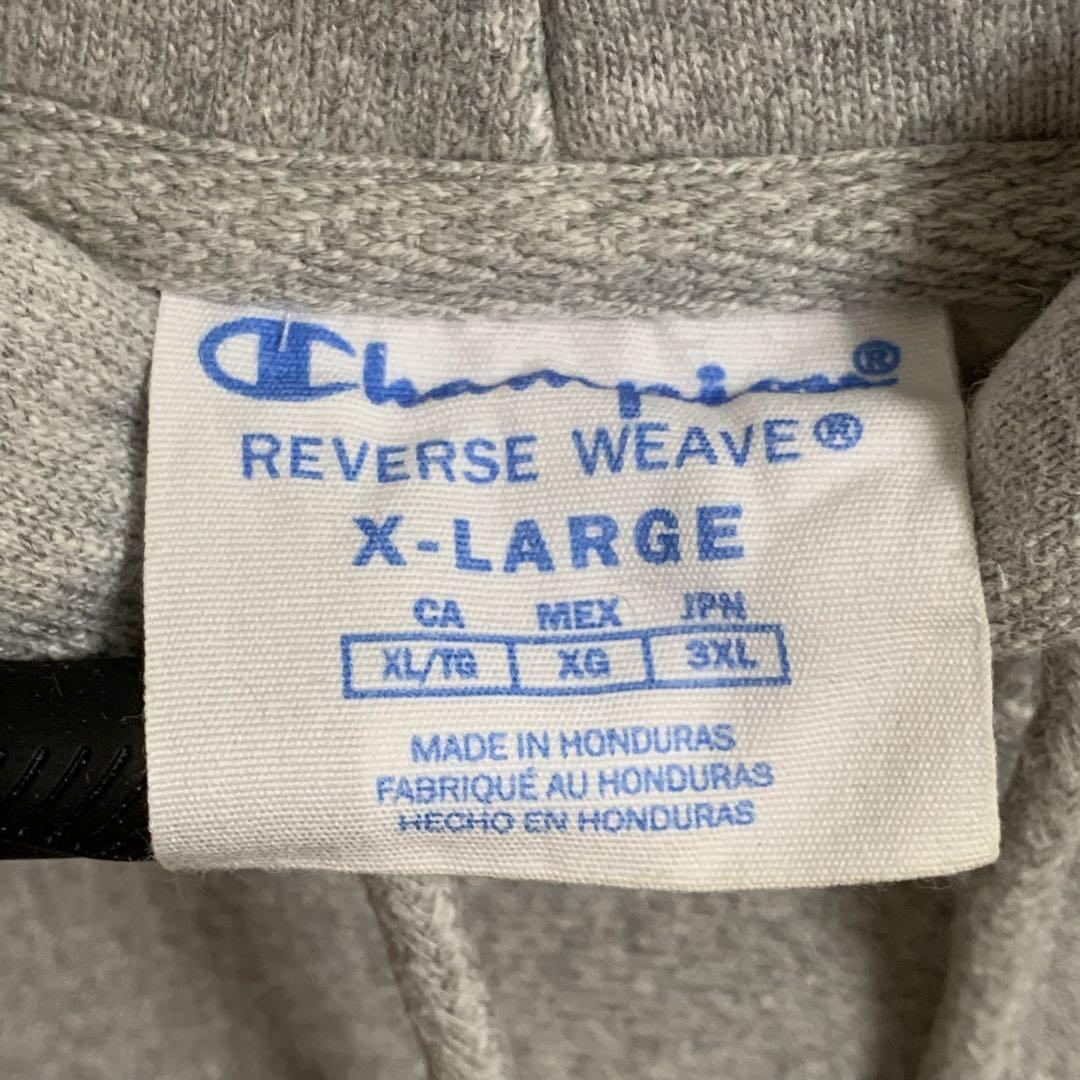 Champion®
REVERSE WEAVE®
X-LARGE
CA MEX JPN
XL/TG XG 3XL
MADE IN HONDURAS
FABRIQUÉ AU HONDURAS
HECHO EN HONDURAS